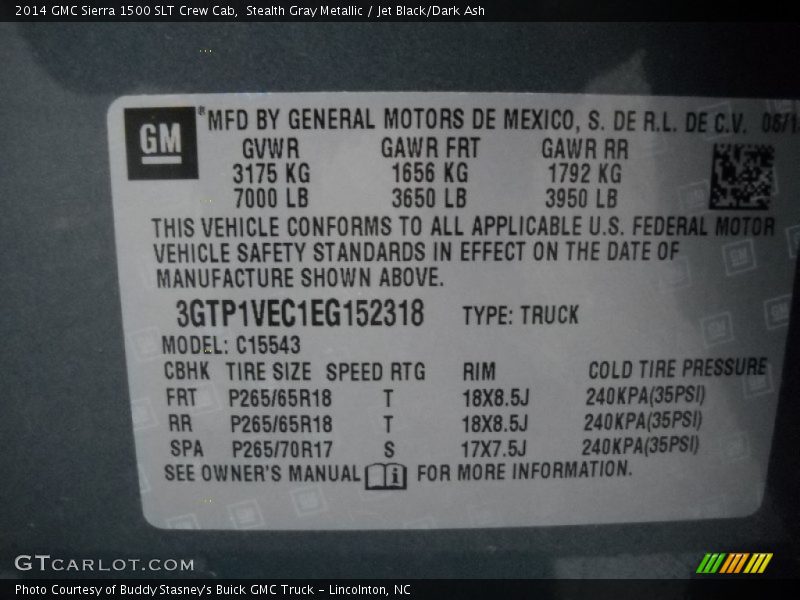 2014 GMC Sierra 1500 SLT Crew Cab,  Stealth Gray Metallic / Jet Black/Dark Ash
GM ® MFD BY GENERAL MOTORS DE MEXICO, S. DE R.L. DE C.V.
GVWR GAWR FRT GAWR RR
3175 KG 1656 KG 1792 KG
7000 LB 3650 LB 3950 LB
THIS VEHICLE CONFORMS TO ALL APPLICABLE U.S. FEDERAL MOTOR
VEHICLE SAFETY STANDARDS IN EFFECT ON THE DATE OF
MANUFACTURE SHOWN ABOVE.
3GTP1VEC1EG152318 TYPE: TRUCK
MODEL: C15543
CBHK TIRE SIZE SPEED RTG RIM COLD TIRE PRESSURE
FRT P265/65R18 T 18X8.5J 240KPA(35PSI)
RR P265/65R18 T 18X8.5J 240KPA(35PSI)
SPA P265/70R17 S 17X7.5J 240KPA(35PSI)
SEE OWNER'S MANUAL i FOR MORE INFORMATION.
GTCARLOT.COM
Photo Courtesy of Buddy Stasney's Buick GMC Truck - Lincolnton, NC